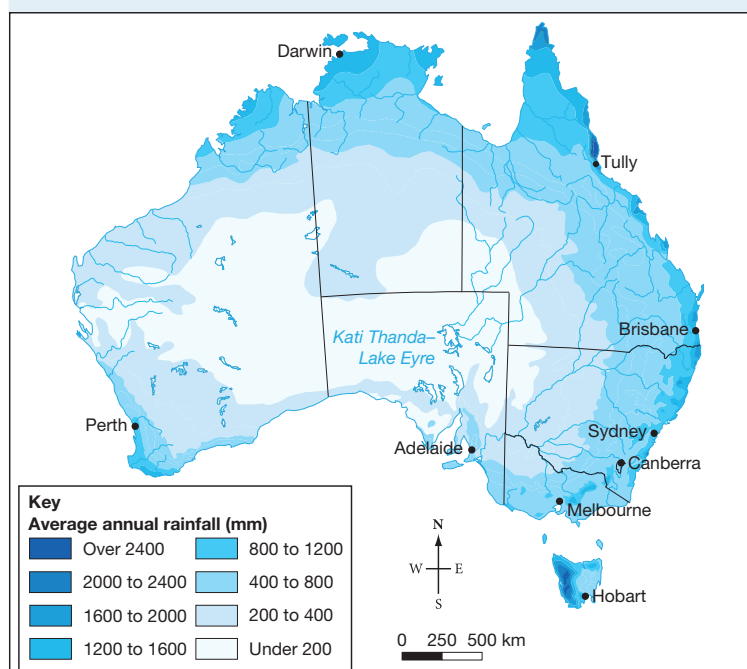 Darwin
Tully
Kati Thanda–
Lake Eyre
Brisbane
Perth
Adelaide
Sydney
Canberra
Melbourne
Hobart
Key
Average annual rainfall (mm)
Over 2400
2000 to 2400
1600 to 2000
1200 to 1600
800 to 1200
400 to 800
200 to 400
Under 200
N
W E
S
0 250 500 km